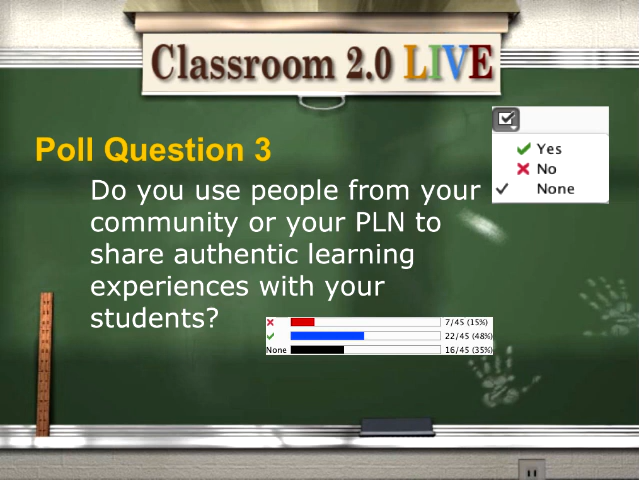 Classroom 2.0 LIVE
Poll Question 3
Yes
No
None
Do you use people from your
community or your PLN to
share authentic learning
experiences with your
students?
7/45 (15%)
22/45 (48%)
None 16/45 (35%)